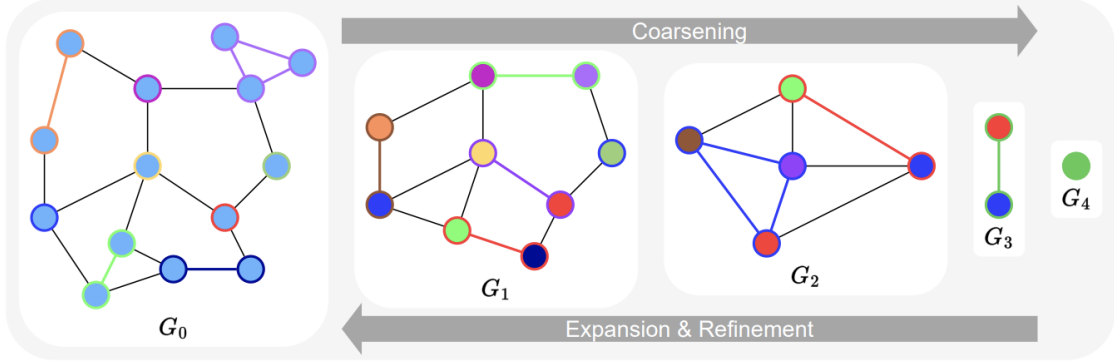 Coarsening
G₀
G₁
G₂
G₃
G₄
Expansion & Refinement